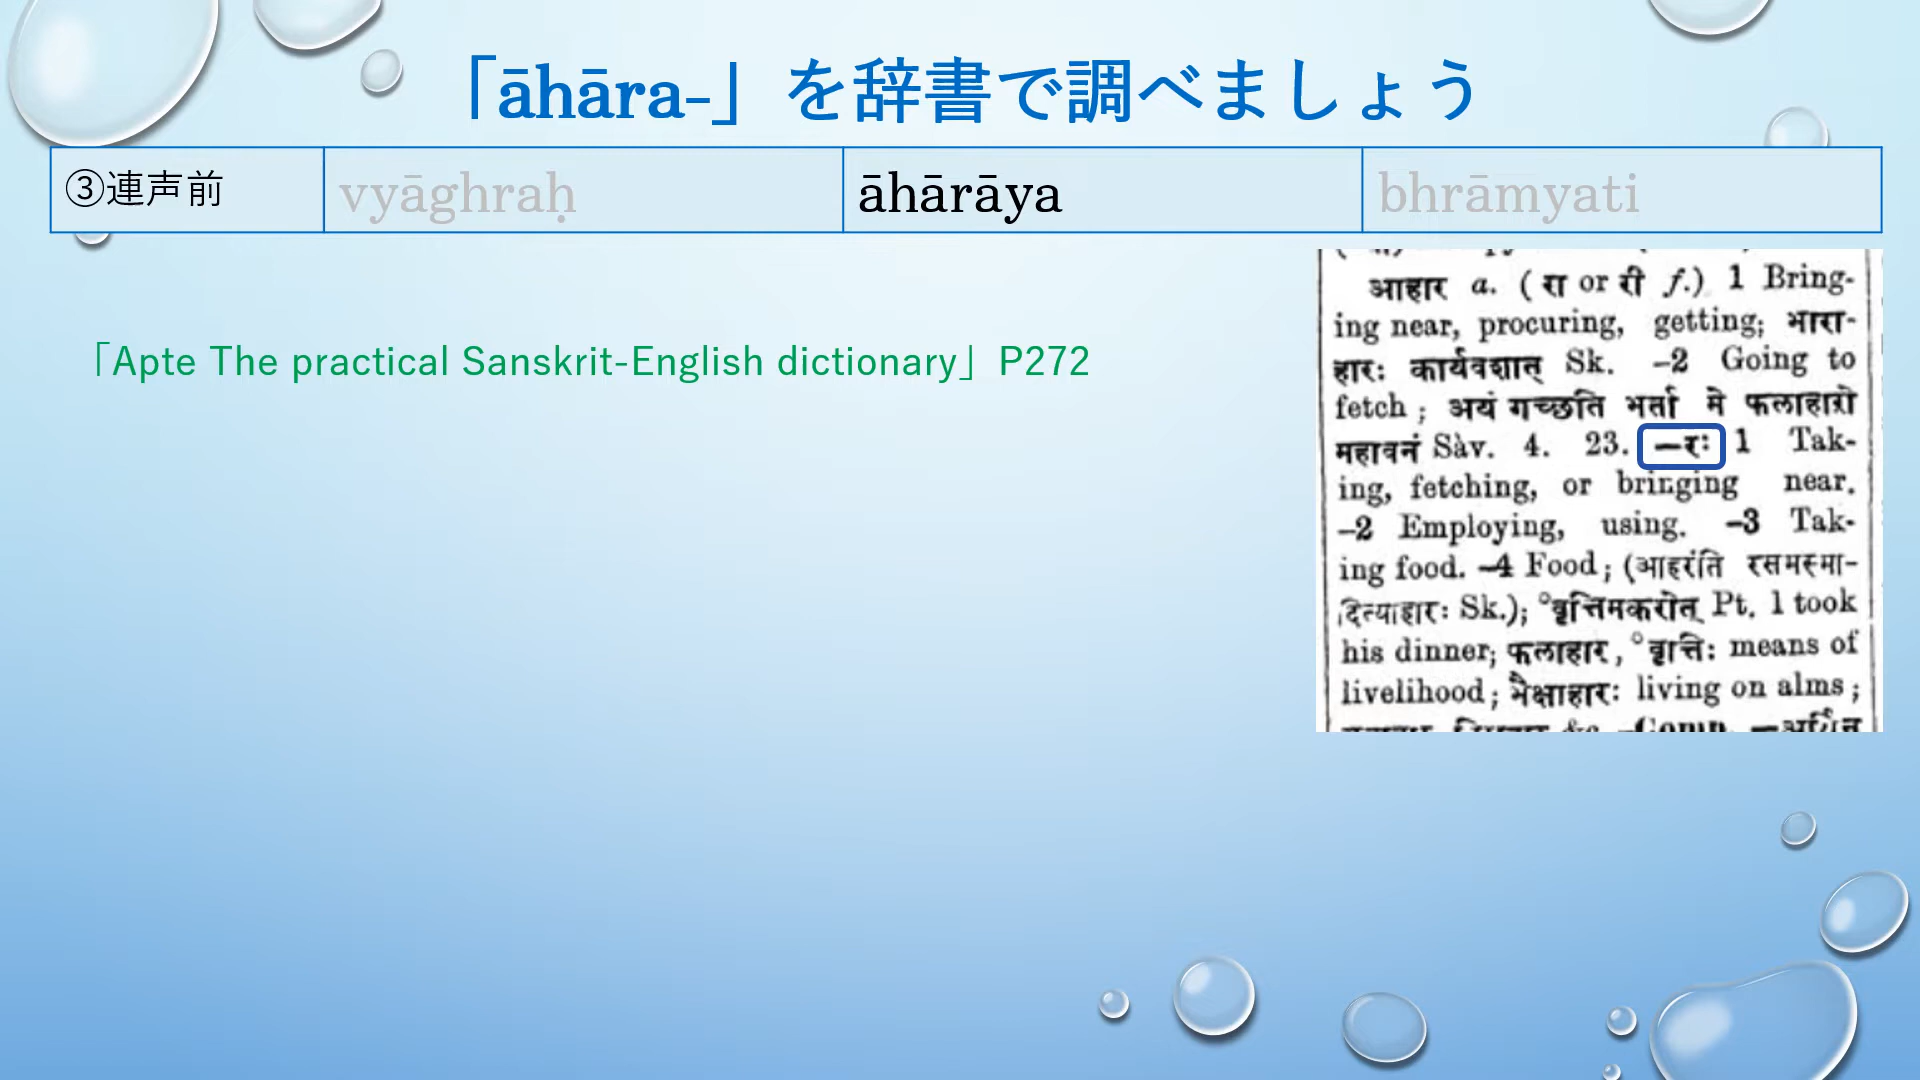 「āhāra-」を辞書で調べましょう
③連声前 vyāghraḥ āhārāya bhrāmyati
「Apte The practical Sanskrit-English dictionary」P272
आहार a. ( रा or री f.) 1 Bring-
ing near, procuring, getting; भारा-
हारः कार्यवशात् Sk. –2 Going to
fetch ; अयं गच्छति भर्ता मे फलाहारो
महावनं Sàv. 4. 23. —रः 1 Tak-
ing, fetching, or bringing near.
–2 Employing, using. –3 Tak-
ing food. –4 Food ; (आहरंति रसमस्मा-
दित्याहारः Sk.); °वृत्तिमकरोत् Pt. 1 took
his dinner; फलाहार, °वृत्तिः means of
livelihood ; भैक्षाहारः living on alms ;
&c. –Comp. —अर्थिन्